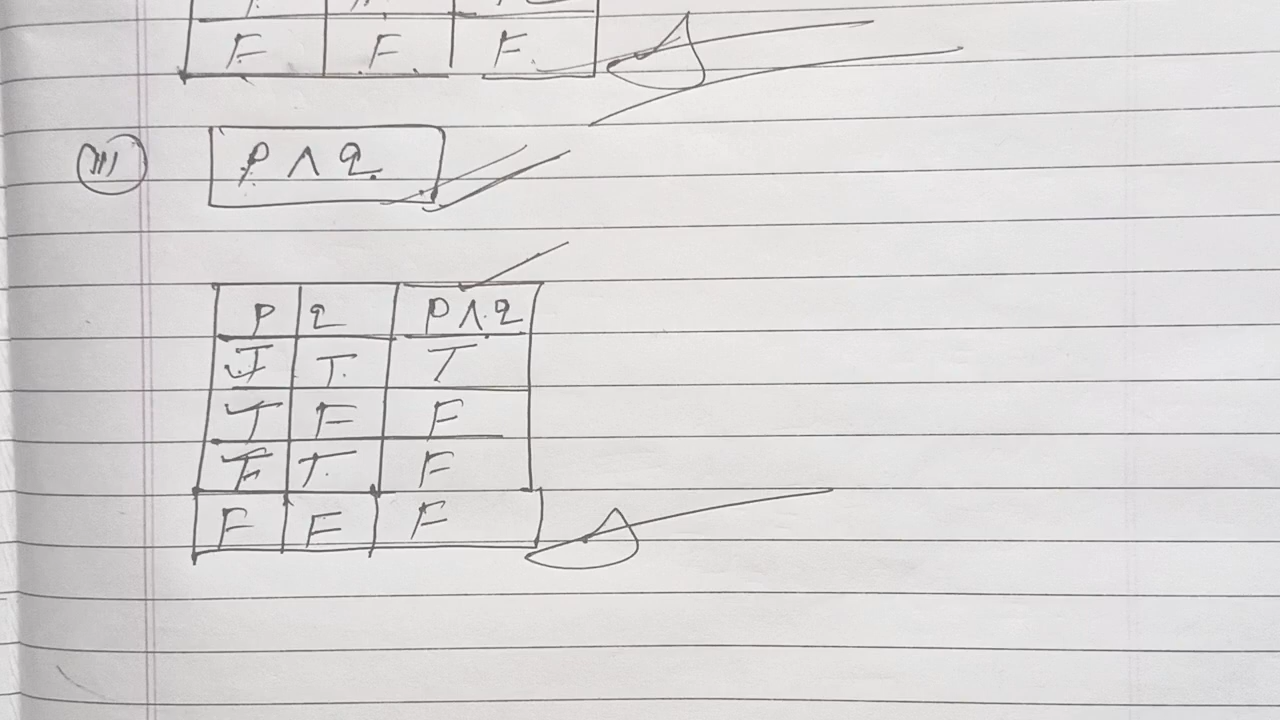 F F F
(III) P ∧ q
P q P ∧ q
T T T
T F F
F T F
F F F